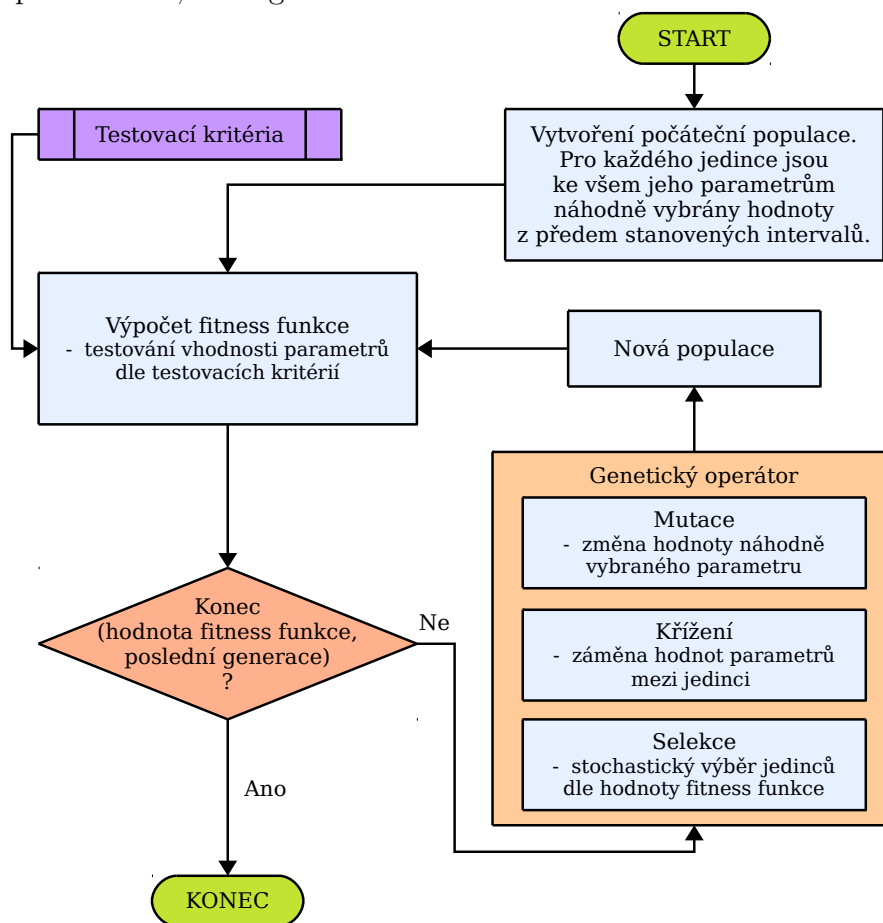 START
Testovací kritéria
Vytvoření počáteční populace.
Pro každého jedince jsou
ke všem jeho parametrům
náhodně vybrány hodnoty
z předem stanovených intervalů.
Výpočet fitness funkce
- testování vhodnosti parametrů
dle testovacích kritérií
Nová populace
Genetický operátor
Mutace
- změna hodnoty náhodně
vybraného parametru
Křížení
- záměna hodnot parametrů
mezi jedinci
Selekce
- stochastický výběr jedinců
dle hodnoty fitness funkce
Konec
(hodnota fitness funkce,
poslední generace)
?
Ne
Ano
KONEC